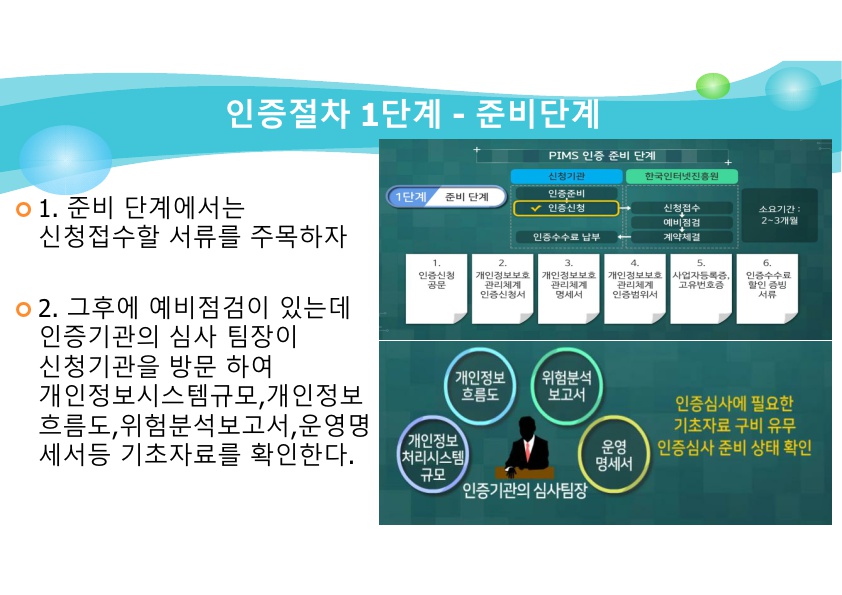 인증절차 1단계 - 준비단계
1. 준비 단계에서는
신청접수할 서류를 주목하자
2. 그후에 예비점검이 있는데
인증기관의 심사 팀장이
신청기관을 방문 하여
개인정보시스템규모,개인정보
흐름도,위험분석보고서,운영명
세서등 기초자료를 확인한다.
PIMS 인증 준비 단계
신청기관
한국인터넷진흥원
1단계
준비 단계
인증준비
인증신청
신청접수
예비점검
인증수수료 납부
계약체결
소요기간 :
2~3개월
1.
인증신청
공문
2.
개인정보보호
관리체계
인증신청서
3.
개인정보보호
관리체계
명세서
4.
개인정보보호
관리체계
인증범위서
5.
사업자등록증,
고유번호증
6.
인증수수료
할인 증빙
서류
개인정보
흐름도
위험분석
보고서
개인정보
처리시스템
규모
운영
명세서
인증기관의 심사팀장
인증심사에 필요한
기초자료 구비 유무
인증심사 준비 상태 확인